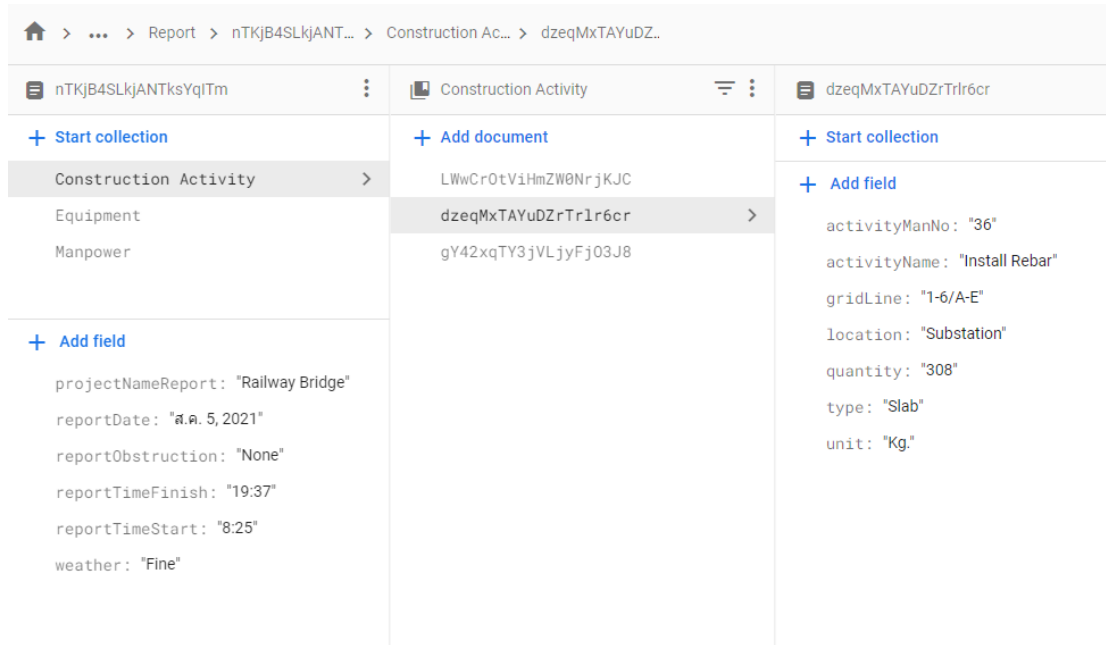 ... Report nTKjB4SLkjANT... Construction Ac... dzeqMxTAYuDZ..
nTKjB4SLkjANTksYqITm
Start collection
Construction Activity
Equipment
Manpower
Add field
projectNameReport: "Railway Bridge"
reportDate: "ส.ค. 5, 2021"
reportObstruction: "None"
reportTimeFinish: "19:37"
reportTimeStart: "8:25"
weather: "Fine"
Construction Activity
Add document
LWwCrOtViHmZW0NrjKJC
dzeqMxTAYuDZrTrlr6cr
gY42xqTY3jVLjyFjO3J8
dzeqMxTAYuDZrTrlr6cr
Start collection
Add field
activityManNo: "36"
activityName: "Install Rebar"
gridLine: "1-6/A-E"
location: "Substation"
quantity: "308"
type: "Slab"
unit: "Kg."